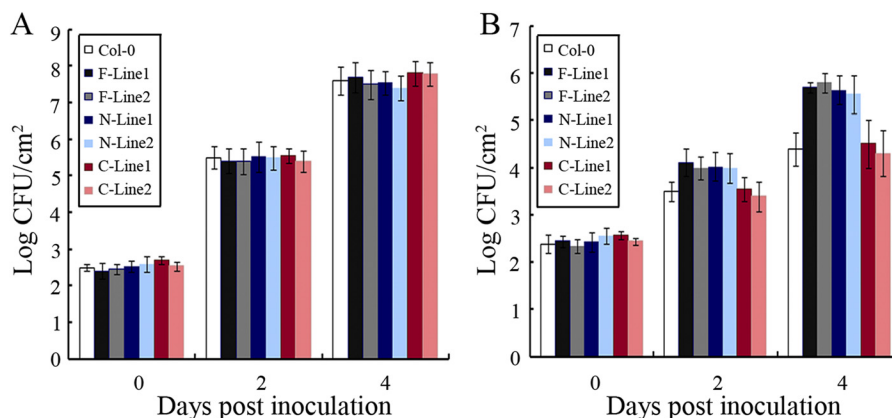 A
Log CFU/cm²
9
8
7
6
5
4
3
2
1
0
Col-0
F-Line1
F-Line2
N-Line1
N-Line2
C-Line1
C-Line2
0
2
4
Days post inoculation
B
Log CFU/cm²
7
6
5
4
3
2
1
0
Col-0
F-Line1
F-Line2
N-Line1
N-Line2
C-Line1
C-Line2
0
2
4
Days post inoculation